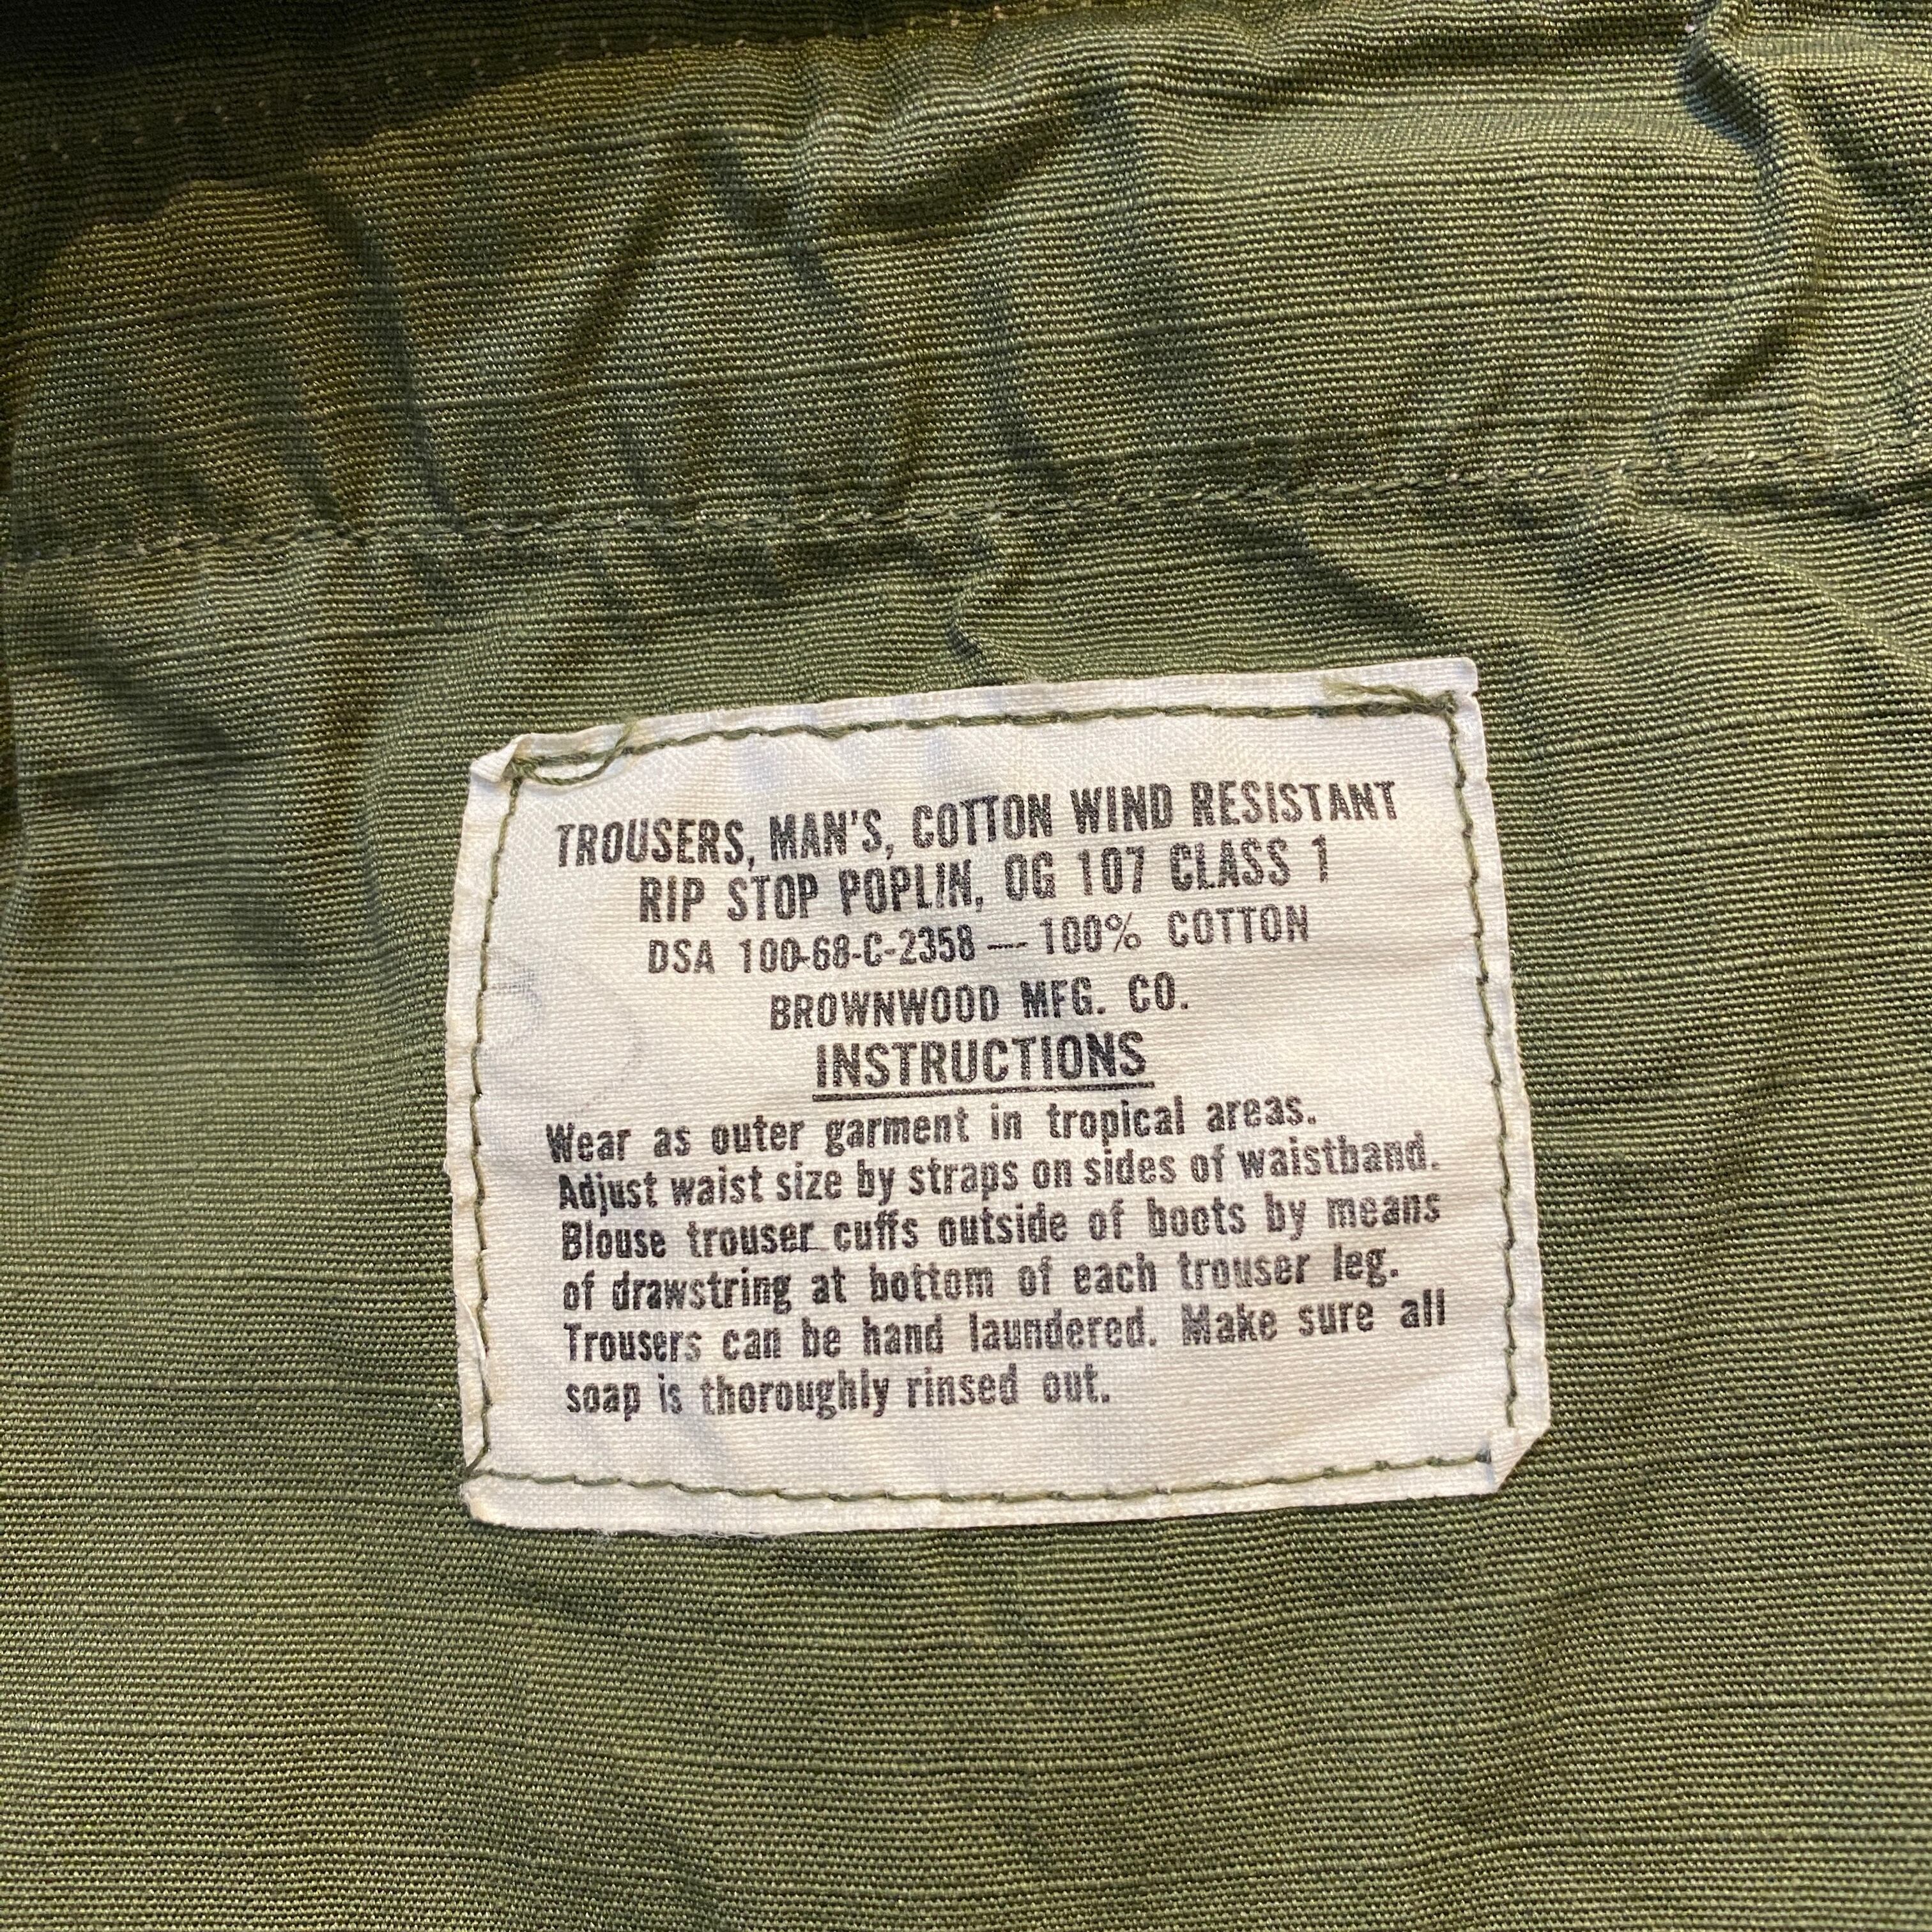 TROUSERS, MAN'S, COTTON WIND RESISTANT
RIP STOP POPLIN, OG 107 CLASS 1
DSA 100-68-C-2358 — 100% COTTON
BROWNWOOD MFG. CO.
INSTRUCTIONS
Wear as outer garment in tropical areas.
Adjust waist size by straps on sides of waistband.
Blouse trouser cuffs outside of boots by means
of drawstring at bottom of each trouser leg.
Trousers can be hand laundered. Make sure all
soap is thoroughly rinsed out.